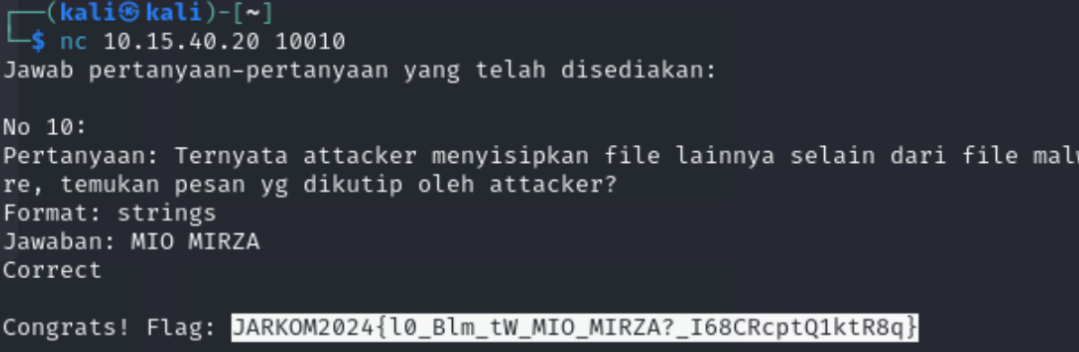 (kali㉿kali)-[~]
$ nc 10.15.40.20 10010
Jawab pertanyaan-pertanyaan yang telah disediakan:
No 10:
Pertanyaan: Ternyata attacker menyisipkan file lainnya selain dari file malw
re, temukan pesan yg dikutip oleh attacker?
Format: strings
Jawaban: MIO MIRZA
Correct
Congrats! Flag: JARKOM2024{l0_Blm_tW_MIO_MIRZA?_I68CRcptQ1ktR8q}